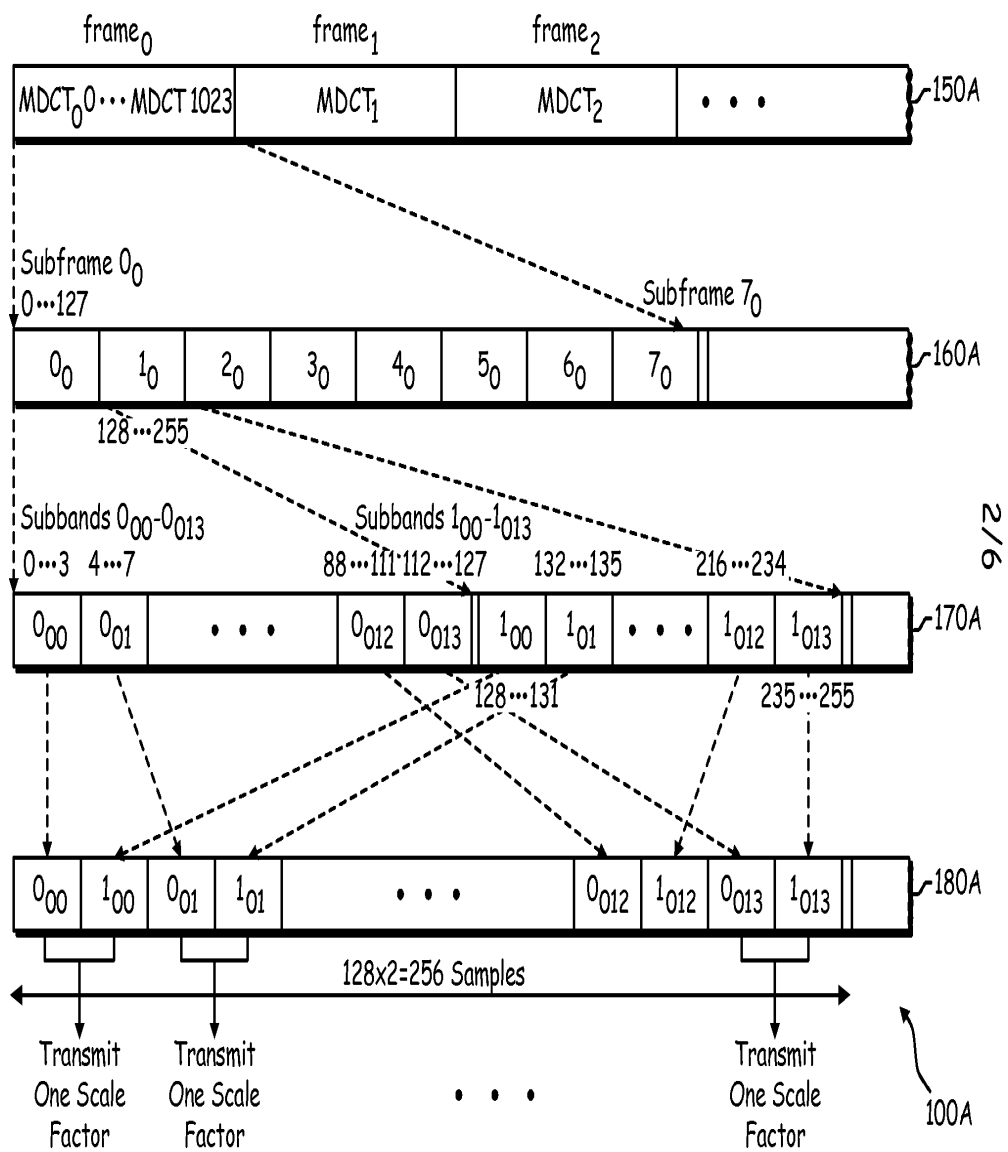 frame₀ frame₁ frame₂
MDCT₀0 ••• MDCT 1023 MDCT₁ MDCT₂ • • • 150A
Subframe 0₀
0•••127
Subframe 7₀
0₀ 1₀ 2₀ 3₀ 4₀ 5₀ 6₀ 7₀ 160A
128•••255
Subbands 0₀₀-0₀₁₃ Subbands 1₀₀-1₀₁₃
0•••3 4•••7 88•••111 112•••127 132•••135 216•••234
0₀₀ 0₀₁ • • • 0₀₁₂ 0₀₁₃ 1₀₀ 1₀₁ • • • 1₀₁₂ 1₀₁₃ 170A
128•••131 235•••255
0₀₀ 1₀₀ 0₀₁ 1₀₁ • • • 0₀₁₂ 1₀₁₂ 0₀₁₃ 1₀₁₃ 180A
128x2=256 Samples
Transmit
One Scale
Factor
Transmit
One Scale
Factor
• • •
Transmit
One Scale
Factor
100A
2/6